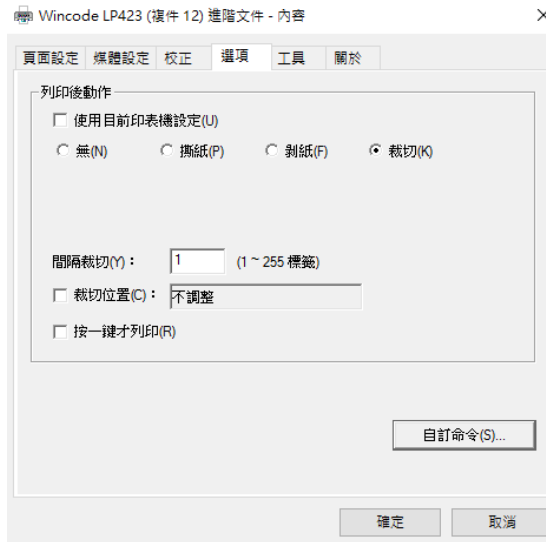 Wincode LP423 (複件 12) 進階文件 - 內容
頁面設定 媒體設定 校正 選項 工具 關於
列印後動作
使用目前印表機設定(U)
無(N) 撕紙(P) 剝紙(F) 裁切(K)
間隔裁切(Y)： 1 (1 ~ 255 標籤)
裁切位置(C)： 不調整
按一鍵才列印(R)
自訂命令(S)...
確定 取消